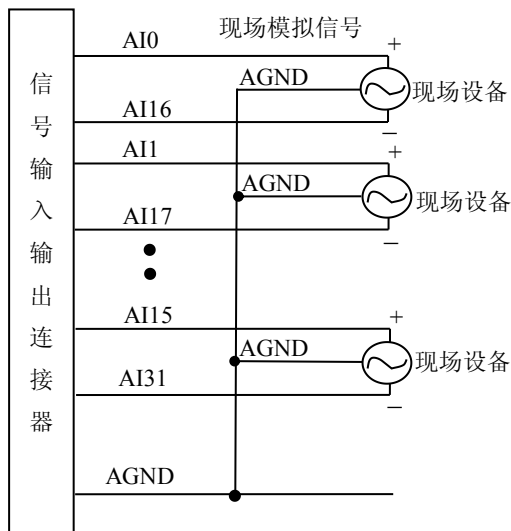 信号输入输出连接器
现场模拟信号
AI0
+
AGND
现场设备
AI16
−
AI1
+
AGND
现场设备
AI17
−
AI15
+
AGND
现场设备
AI31
−
AGND